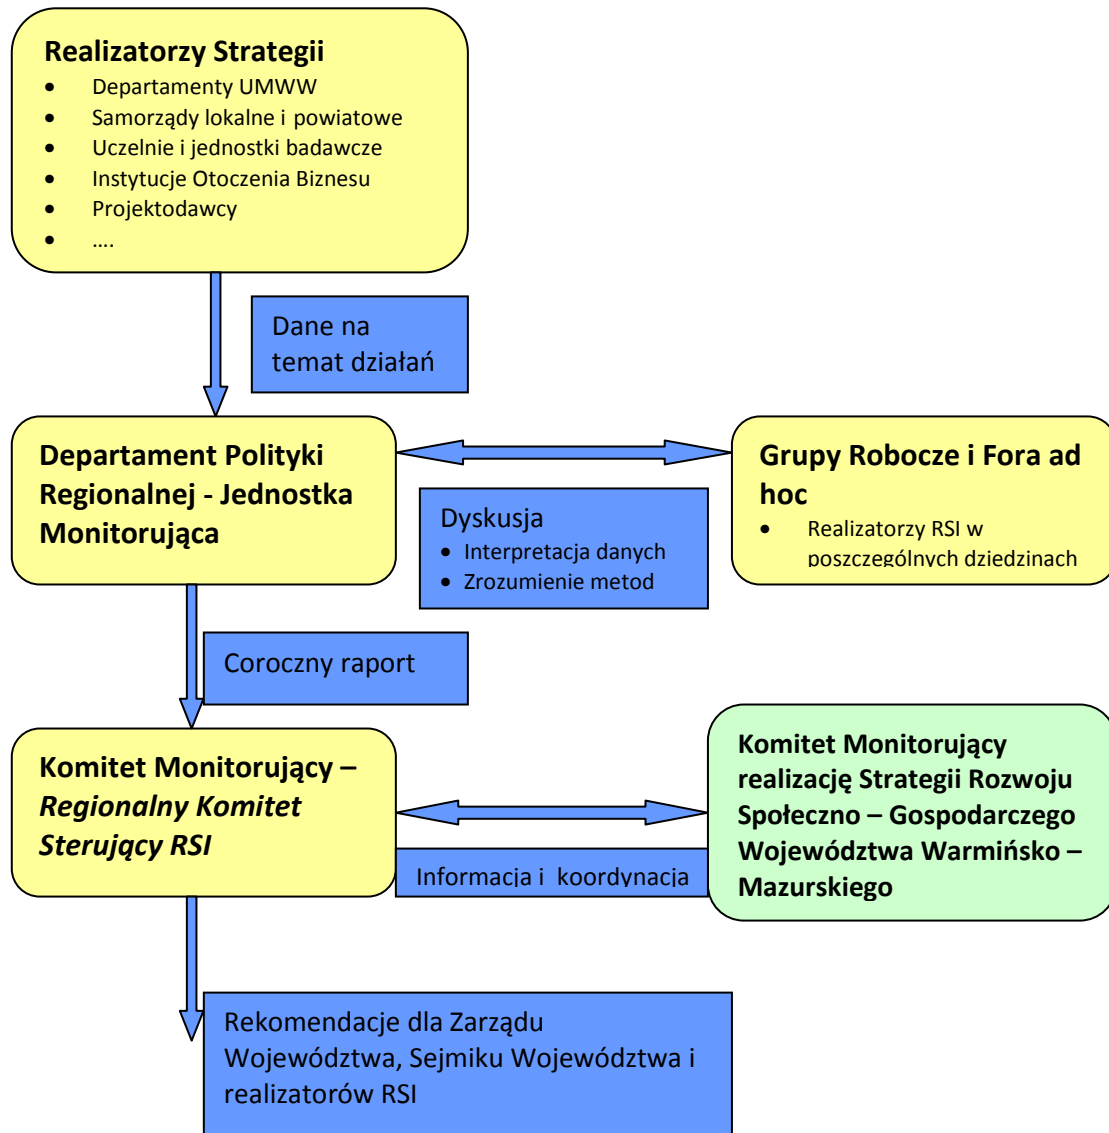 Realizatorzy Strategii
• Departamenty UMWW
• Samorządy lokalne i powiatowe
• Uczelnie i jednostki badawcze
• Instytucje Otoczenia Biznesu
• Projektodawcy
• ....
Dane na
temat działań
Departament Polityki
Regionalnej - Jednostka
Monitorująca
Grupy Robocze i Fora ad
hoc
• Realizatorzy RSI w
poszczególnych dziedzinach
Dyskusja
• Interpretacja danych
• Zrozumienie metod
Coroczny raport
Komitet Monitorujący –
Regionalny Komitet
Sterujący RSI
Komitet Monitorujący
realizację Strategii Rozwoju
Społeczno – Gospodarczego
Województwa Warmińsko –
Mazurskiego
Informacja i koordynacja
Rekomendacje dla Zarządu
Województwa, Sejmiku Województwa i
realizatorów RSI